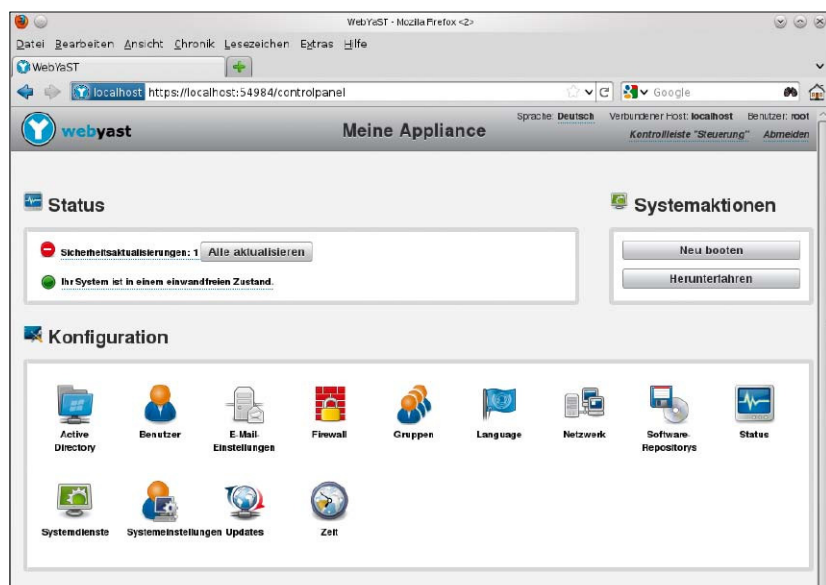 WebYaST - Mozilla Firefox <2>
Datei Bearbeiten Ansicht Chronik Lesezeichen Extras Hilfe
WebYaST
localhost https://localhost:54984/controlpanel
Google
webyast
Meine Appliance
Sprache: Deutsch Verbundener Host: localhost Benutzer: root
Kontrollleiste "Steuerung" Abmelden
Status
Systemaktionen
Sicherheitsaktualisierungen: 1 Alle aktualisieren
Ihr System ist in einem einwandfreien Zustand.
Neu booten
Herunterfahren
Konfiguration
Active Directory
Benutzer
E-Mail-Einstellungen
Firewall
Gruppen
Language
Netzwerk
Software-Repositorys
Status
Systemdienste
Systemeinstellungen
Updates
Zeit